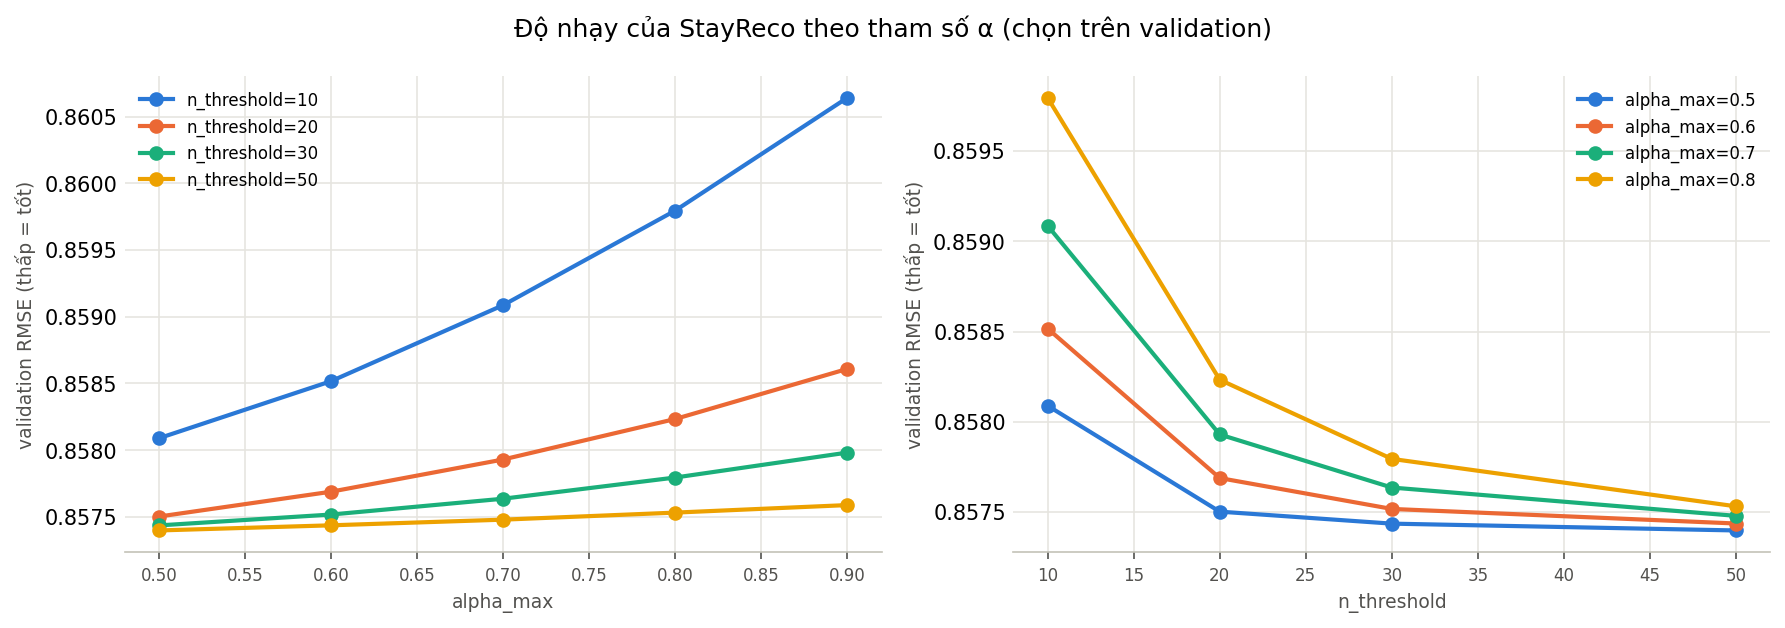 Độ nhạy của StayReco theo tham số α (chọn trên validation)
validation RMSE (thấp = tốt)
0.8605
0.8600
0.8595
0.8590
0.8585
0.8580
0.8575
n_threshold=10
n_threshold=20
n_threshold=30
n_threshold=50
0.50 0.55 0.60 0.65 0.70 0.75 0.80 0.85 0.90
alpha_max
validation RMSE (thấp = tốt)
0.8595
0.8590
0.8585
0.8580
0.8575
alpha_max=0.5
alpha_max=0.6
alpha_max=0.7
alpha_max=0.8
10 15 20 25 30 35 40 45 50
n_threshold